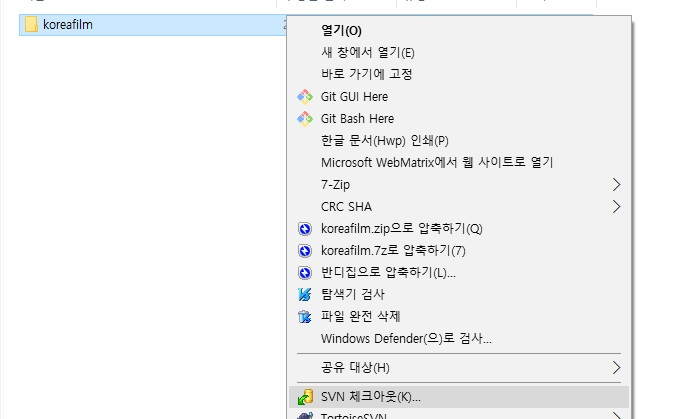 koreafilm
열기(O)
새 창에서 열기(E)
바로 가기에 고정
Git GUI Here
Git Bash Here
한글 문서(Hwp) 인쇄(P)
Microsoft WebMatrix에서 웹 사이트로 열기
7-Zip
CRC SHA
koreafilm.zip으로 압축하기(Q)
koreafilm.7z로 압축하기(7)
반디집으로 압축하기(L)...
탐색기 검사
파일 완전 삭제
Windows Defender(으)로 검사...
공유 대상(H)
SVN 체크아웃(K)...
TortoiseSVN